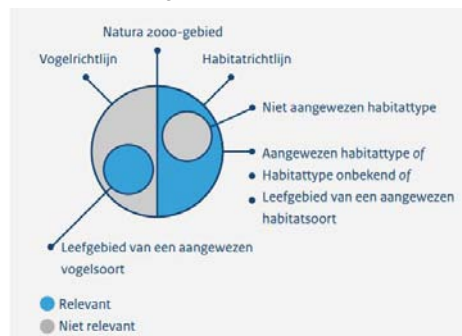 Natura 2000-gebied
Vogelrichtlijn
Habitatrichtlijn
Niet aangewezen habitattype
Aangewezen habitattype of
Habitattype onbekend of
Leefgebied van een aangewezen
habitatsoort
Leefgebied van een aangewezen
vogelsoort
Relevant
Niet relevant